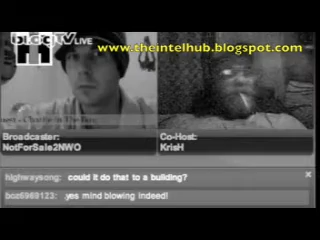 blogTV LIVE
www.theintelhub.blogspot.com
Broadcaster:
NotForSale2NWO
Co-Host:
KrisH
highwaysong: could it do that to a building?
boz6969123: .yes mind blowing indeed!